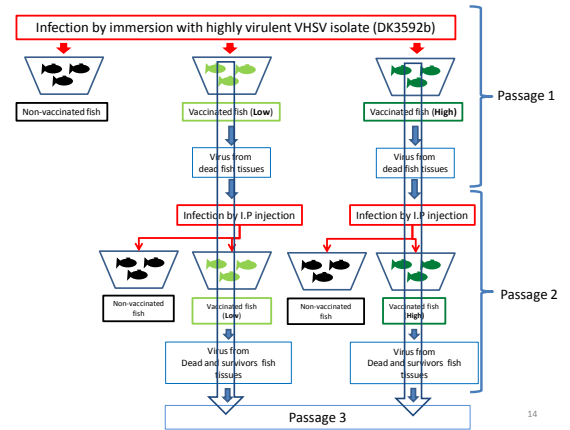 Infection by immersion with highly virulent VHSV isolate (DK3592b)
Non-vaccinated fish
Vaccinated fish (Low)
Vaccinated fish (High)
Passage 1
Virus from
dead fish tissues
Virus from
dead fish tissues
Infection by I.P injection
Infection by I.P injection
Non-vaccinated
fish
Vaccinated fish
(Low)
Non-vaccinated
fish
Vaccinated fish
High)
Passage 2
Virus from
Dead and survivors fish
tissues
Virus from
Dead and survivors fish
tissues
Passage 3
14